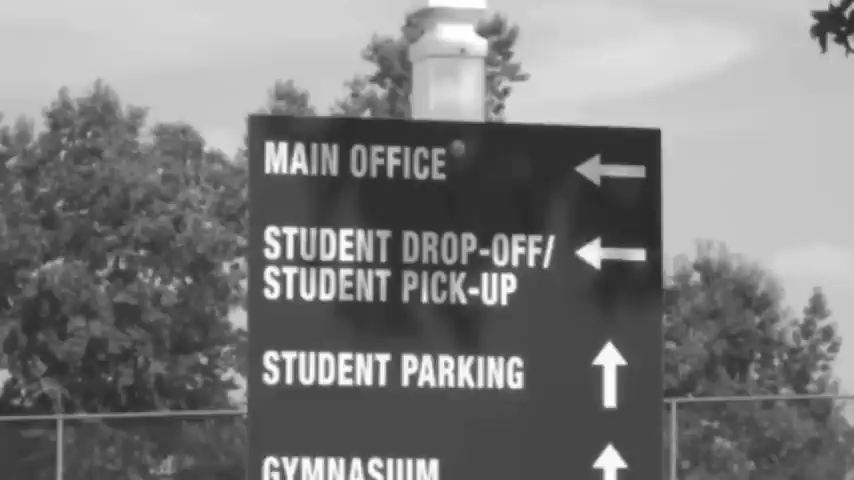 MAIN OFFICE
STUDENT DROP-OFF/
STUDENT PICK-UP
STUDENT PARKING
GYMNASIUM